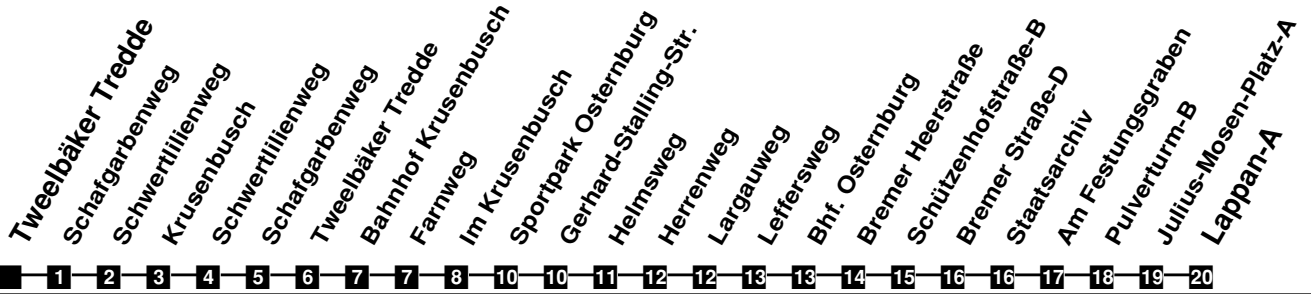 Tweelbäker Tredde
Schafgarbenweg
Schwertlilienweg
Krusenbusch
Schwertlilienweg
Schafgarbenweg
Tweelbäker Tredde
Bahnhof Krusenbusch
Farnweg
Im Krusenbusch
Sportpark Osternburg
Gerhard-Stalling-Str.
Helmsweg
Herrenweg
Largauweg
Leffersweg
Bhf. Osternburg
Bremer Heerstraße
Schützenhofstraße-B
Bremer Straße-D
Staatsarchiv
Am Festungsgraben
Pulverturm-B
Julius-Mosen-Platz-A
Lappan-A
1 2 3 4 5 6 7 7 8 10 10 11 12 12 13 13 14 15 16 16 17 18 19 20